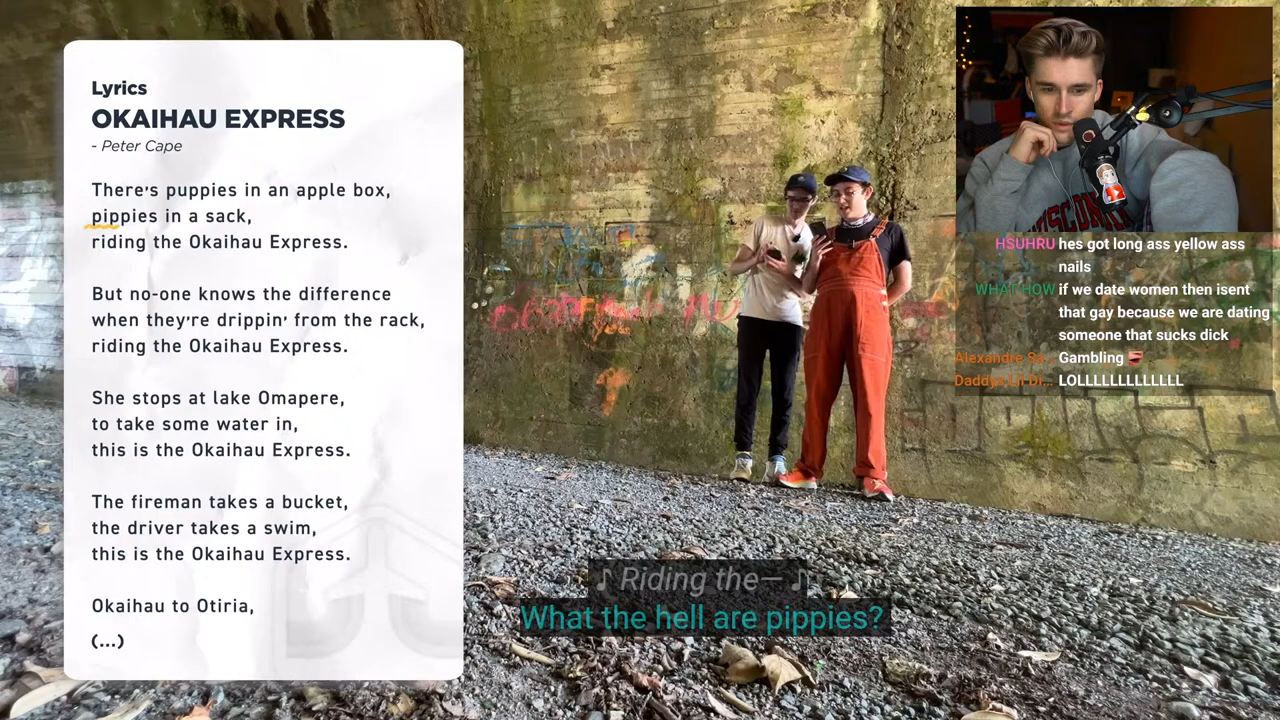 Lyrics
OKAIHAU EXPRESS
- Peter Cape
There's puppies in an apple box,
pippies in a sack,
riding the Okaihau Express.
But no-one knows the difference
when they're drippin' from the rack,
riding the Okaihau Express.
She stops at lake Omapere,
to take some water in,
this is the Okaihau Express.
The fireman takes a bucket,
the driver takes a swim,
this is the Okaihau Express.
Okaihau to Otiria,
(...)
♪ Riding the— ♪
What the hell are pippies?
HSUHRU hes got long ass yellow ass
nails
WHAT HOW if we date women then isent
that gay because we are dating
someone that sucks dick
Alexandre Sa... Gambling
Daddys Lil Di... LOLLLLLLLLLLLLL